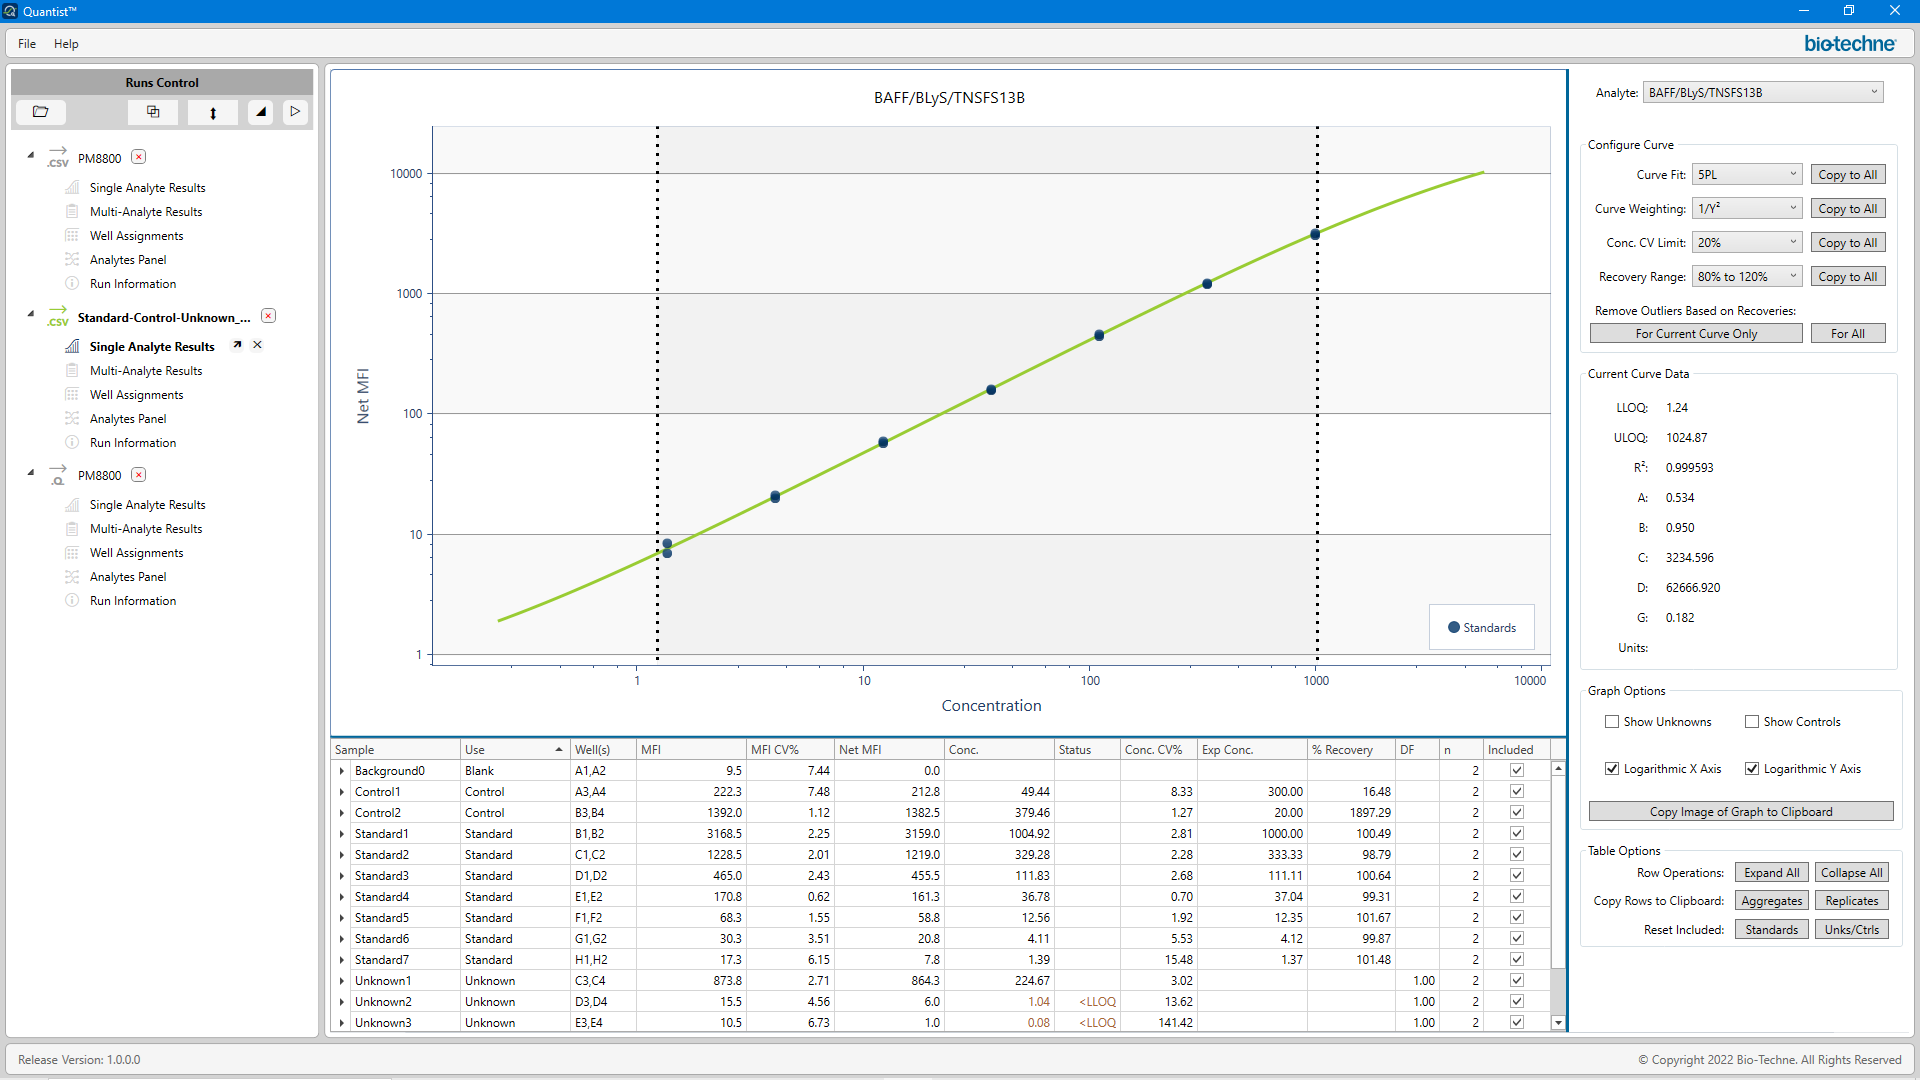 Quantist™
File Help
bio-techne
Runs Control
.CSV PM8800
Single Analyte Results
Multi-Analyte Results
Well Assignments
Analytes Panel
Run Information
.CSV Standard-Control-Unknown_...
Single Analyte Results
Multi-Analyte Results
Well Assignments
Analytes Panel
Run Information
.Q PM8800
Single Analyte Results
Multi-Analyte Results
Well Assignments
Analytes Panel
Run Information
BAFF/BLyS/TNSFS13B
Net MFI
10000
1000
100
10
1
1 10 100 1000 10000
Concentration
Standards
Sample Use Well(s) MFI MFI CV% Net MFI Conc. Status Conc. CV% Exp Conc. % Recovery DF n Included
Background0 Blank A1,A2 9.5 7.44 0.0 2
Control1 Control A3,A4 222.3 7.48 212.8 49.44 8.33 300.00 16.48 2
Control2 Control B3,B4 1392.0 1.12 1382.5 379.46 1.27 20.00 1897.29 2
Standard1 Standard B1,B2 3168.5 2.25 3159.0 1004.92 2.81 1000.00 100.49 2
Standard2 Standard C1,C2 1228.5 2.01 1219.0 329.28 2.28 333.33 98.79 2
Standard3 Standard D1,D2 465.0 2.43 455.5 111.83 2.68 111.11 100.64 2
Standard4 Standard E1,E2 170.8 0.62 161.3 36.78 0.70 37.04 99.31 2
Standard5 Standard F1,F2 68.3 1.55 58.8 12.56 1.92 12.35 101.67 2
Standard6 Standard G1,G2 30.3 3.51 20.8 4.11 5.53 4.12 99.87 2
Standard7 Standard H1,H2 17.3 6.15 7.8 1.39 15.48 1.37 101.48 2
Unknown1 Unknown C3,C4 873.8 2.71 864.3 224.67 3.02 1.00 2
Unknown2 Unknown D3,D4 15.5 4.56 6.0 1.04 <LLOQ 13.62 1.00 2
Unknown3 Unknown E3,E4 10.5 6.73 1.0 0.08 <LLOQ 141.42 1.00 2
Analyte: BAFF/BLyS/TNSFS13B
Configure Curve
Curve Fit: 5PL Copy to All
Curve Weighting: 1/Y² Copy to All
Conc. CV Limit: 20% Copy to All
Recovery Range: 80% to 120% Copy to All
Remove Outliers Based on Recoveries:
For Current Curve Only For All
Current Curve Data
LLOQ: 1.24
ULOQ: 1024.87
R²: 0.999593
A: 0.534
B: 0.950
C: 3234.596
D: 62666.920
G: 0.182
Units:
Graph Options
Show Unknowns Show Controls
Logarithmic X Axis Logarithmic Y Axis
Copy Image of Graph to Clipboard
Table Options
Row Operations: Expand All Collapse All
Copy Rows to Clipboard: Aggregates Replicates
Reset Included: Standards Unks/Ctrls
Release Version: 1.0.0.0
© Copyright 2022 Bio-Techne. All Rights Reserved